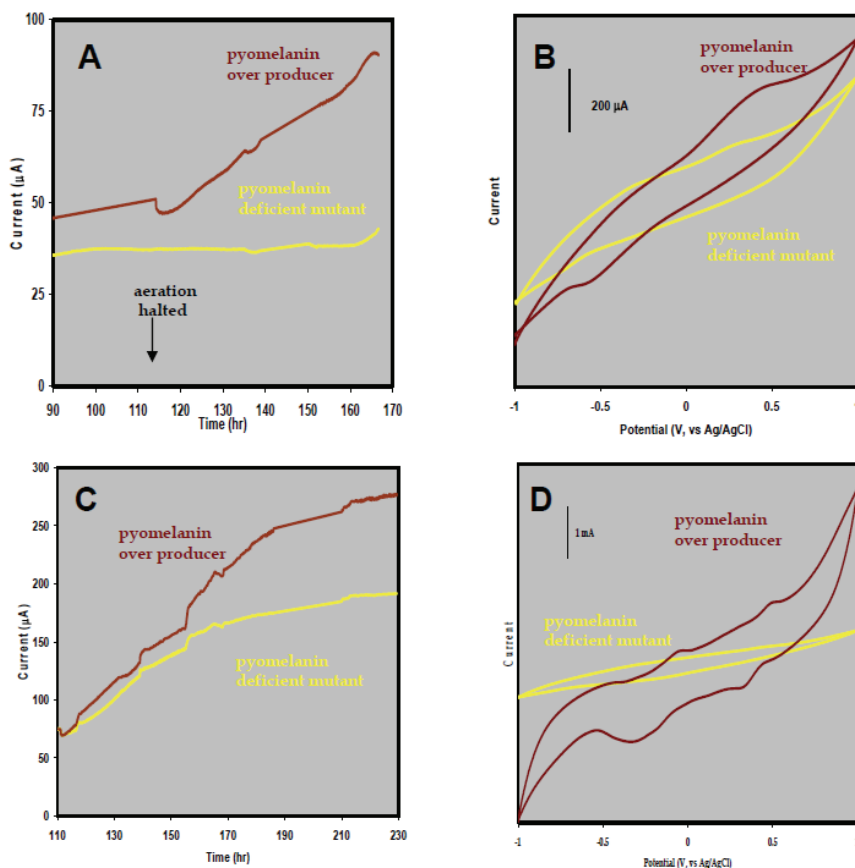 A
100
75
50
25
0
Current (μA)
pyomelanin
over producer
pyomelanin
deficient mutant
aeration
halted
90 100 110 120 130 140 150 160 170
Time (hr)
B
pyomelanin
over producer
200 μA
Current
pyomelanin
deficient mutant
-1 -0.5 0 0.5 1
Potential (V, vs Ag/AgCl)
C
300
250
200
150
100
50
0
Current (μA)
pyomelanin
over producer
pyomelanin
deficient mutant
110 130 150 170 190 210 230
Time (hr)
D
1 mA
pyomelanin
over producer
pyomelanin
deficient mutant
Current
-1 -0.5 0 0.5
Potential (V, vs Ag/AgCl)